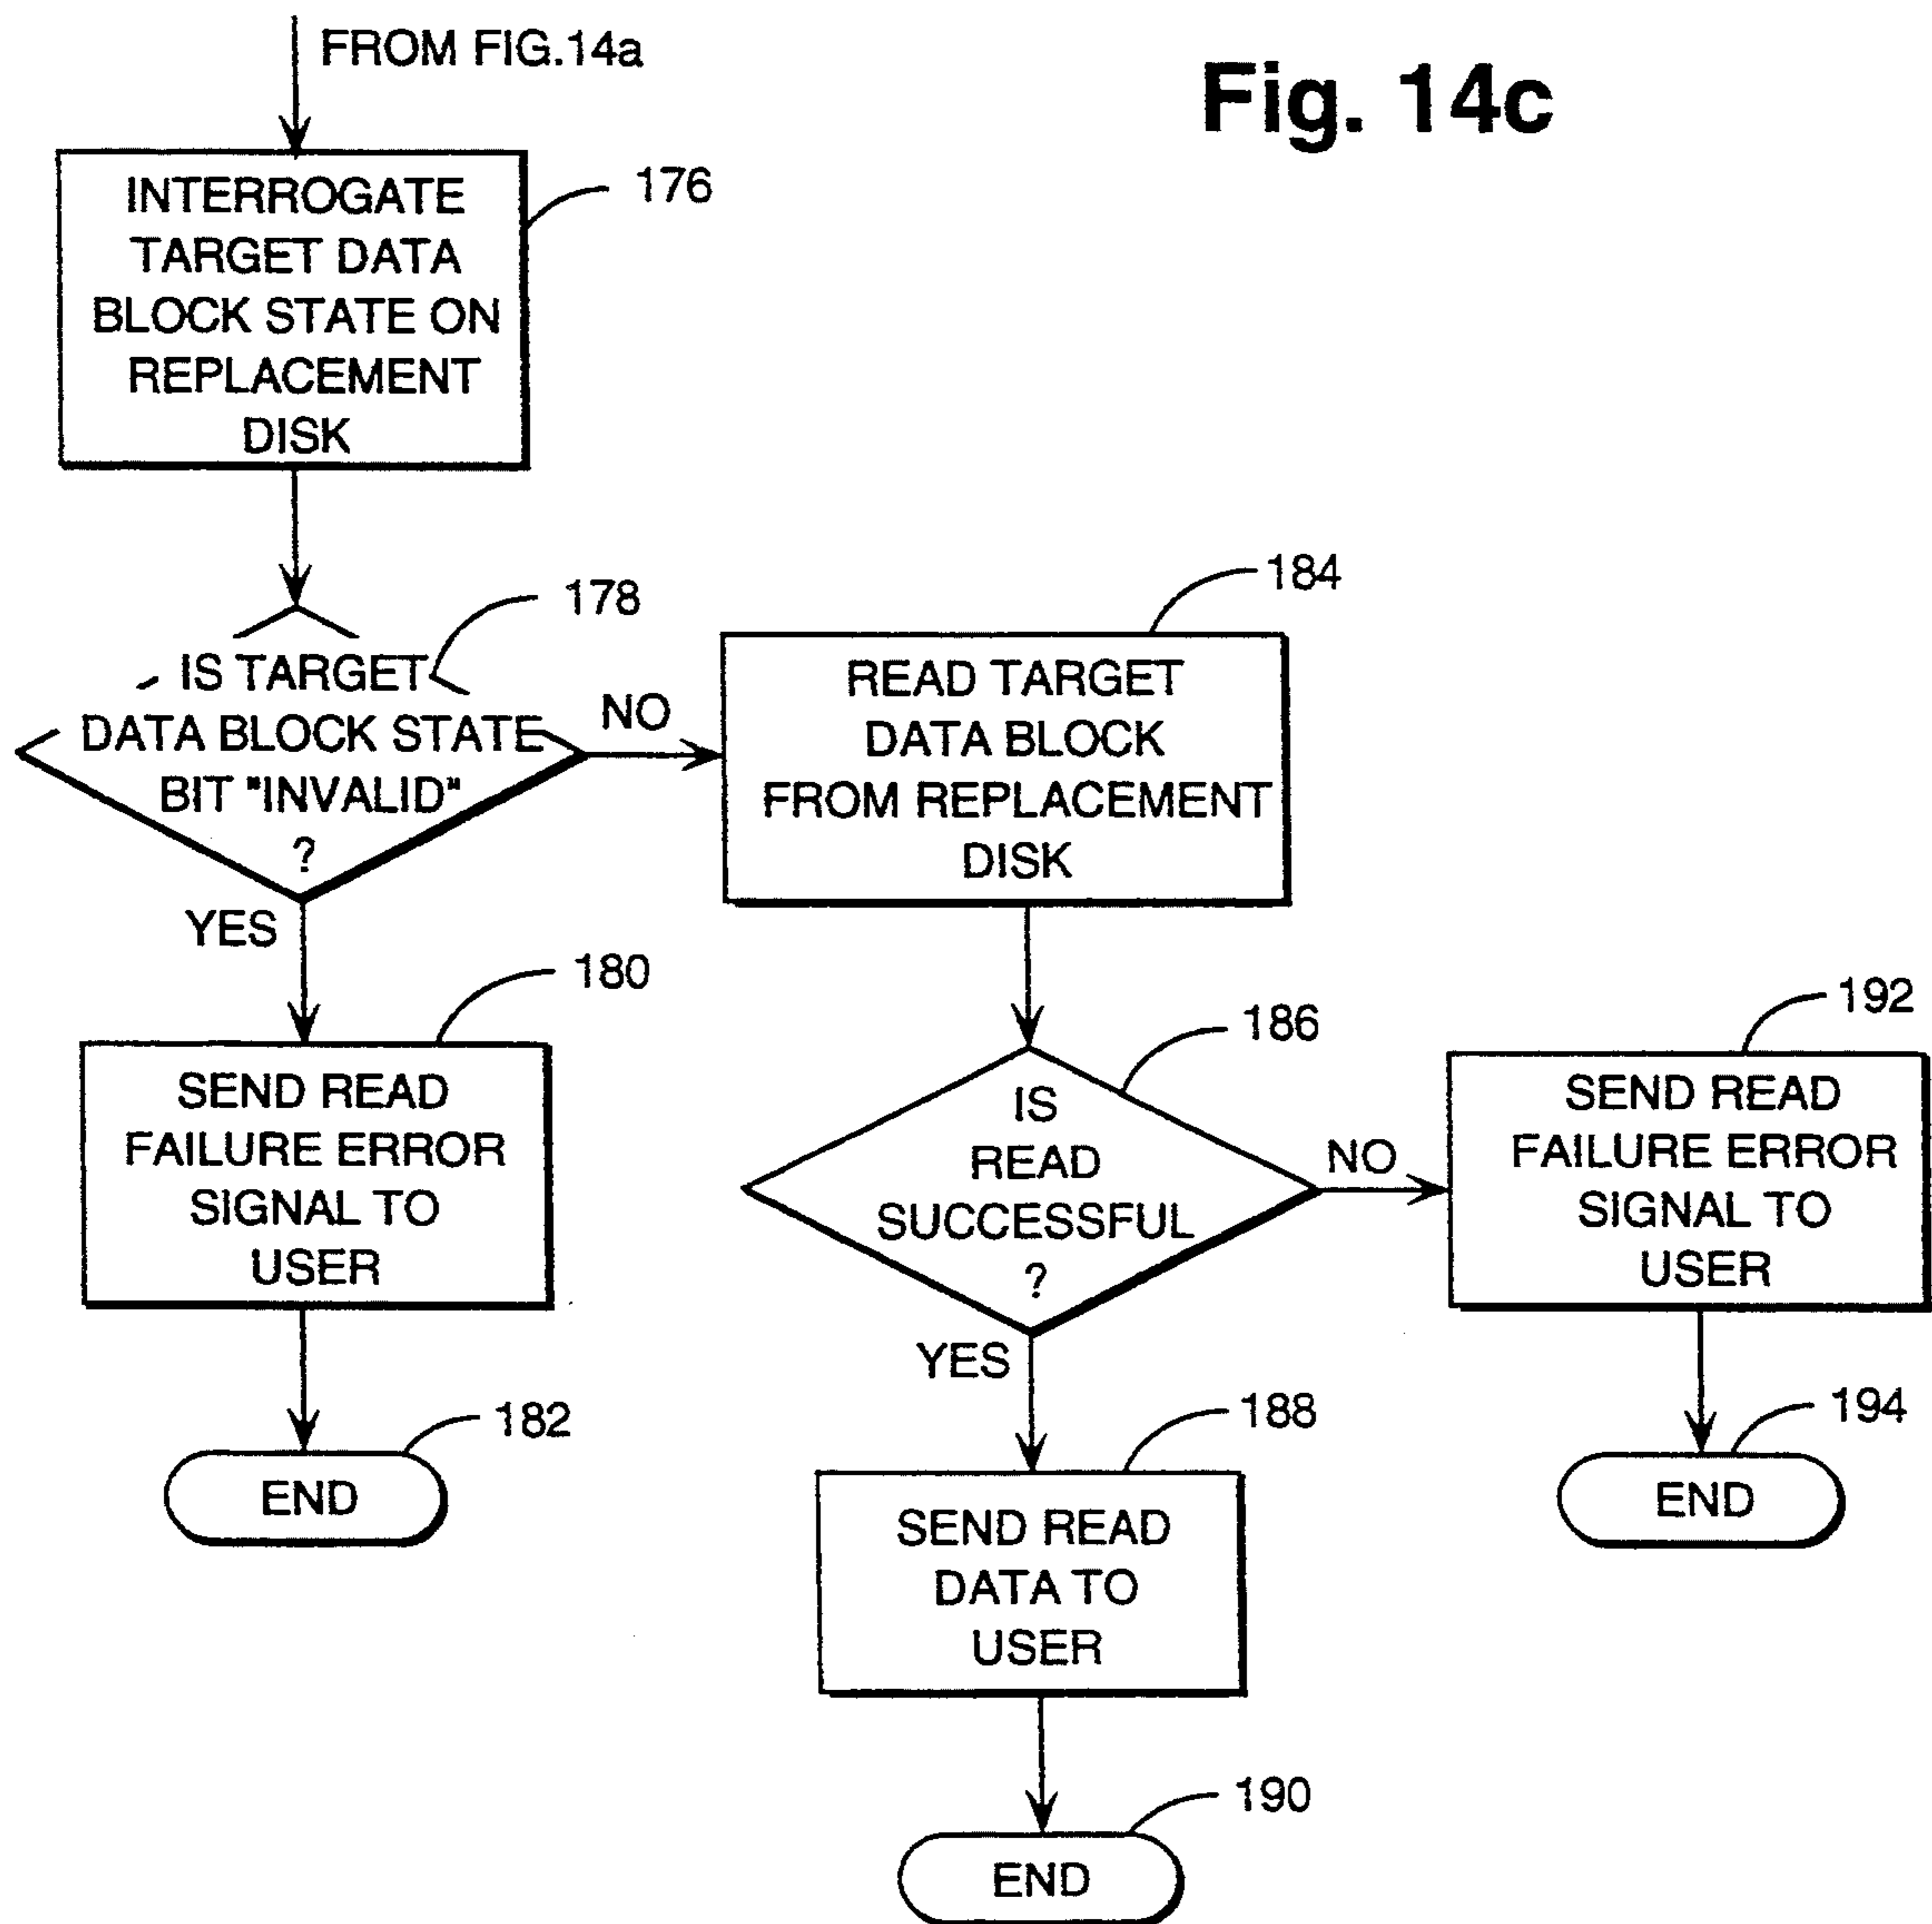 FROM FIG.14a
Fig. 14c
INTERROGATE
TARGET DATA
BLOCK STATE ON
REPLACEMENT
DISK
176
178
IS TARGET
DATA BLOCK STATE
BIT "INVALID"
?
NO
YES
184
READ TARGET
DATA BLOCK
FROM REPLACEMENT
DISK
180
SEND READ
FAILURE ERROR
SIGNAL TO
USER
186
IS
READ
SUCCESSFUL
?
NO
YES
192
SEND READ
FAILURE ERROR
SIGNAL TO
USER
182
END
188
SEND READ
DATA TO
USER
194
END
190
END